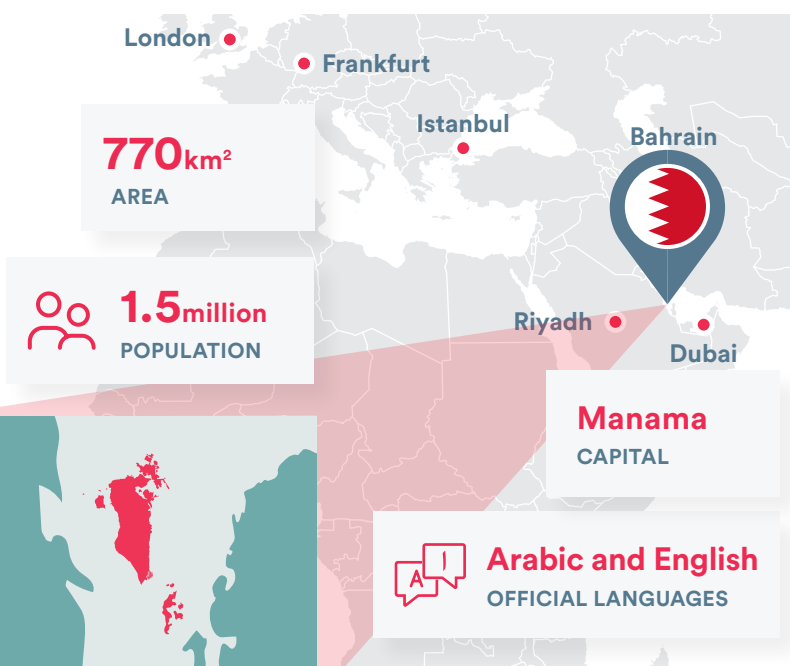 London
Frankfurt
Istanbul
Bahrain
770km²
AREA
1.5million
POPULATION
Riyadh
Dubai
Manama
CAPITAL
A
Arabic and English
OFFICIAL LANGUAGES